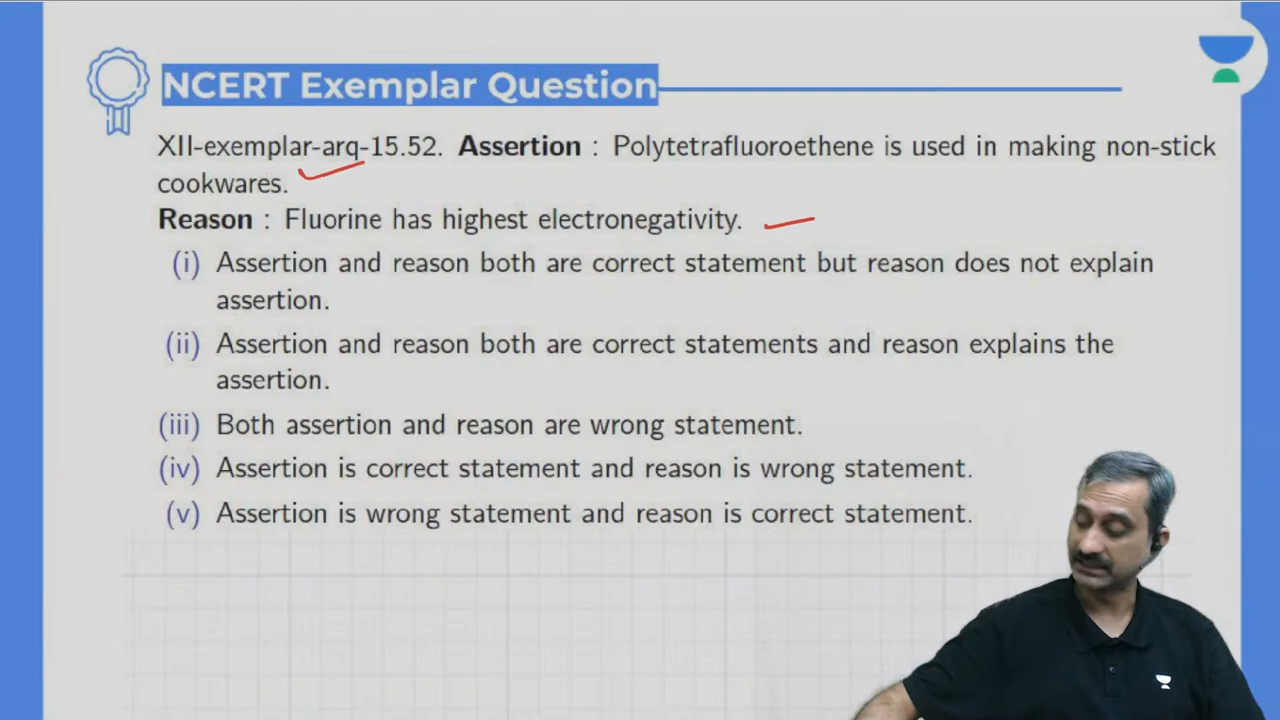 NCERT Exemplar Question
XII-exemplar-arq-15.52. Assertion : Polytetrafluoroethene is used in making non-stick
cookwares.
Reason : Fluorine has highest electronegativity.
(i) Assertion and reason both are correct statement but reason does not explain
assertion.
(ii) Assertion and reason both are correct statements and reason explains the
assertion.
(iii) Both assertion and reason are wrong statement.
(iv) Assertion is correct statement and reason is wrong statement.
(v) Assertion is wrong statement and reason is correct statement.